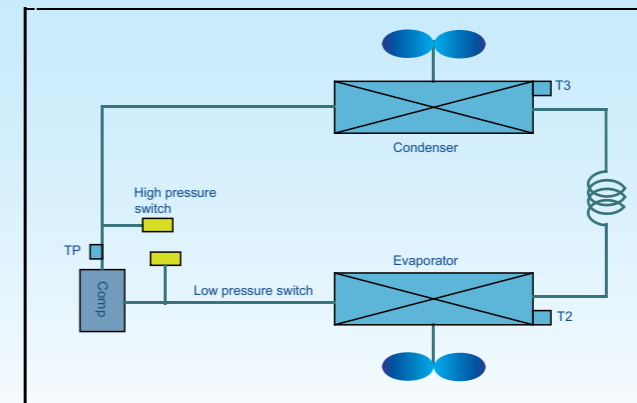 T3
Condenser
High pressure
switch
TP
Evaporator
Comp
Low pressure switch
T2